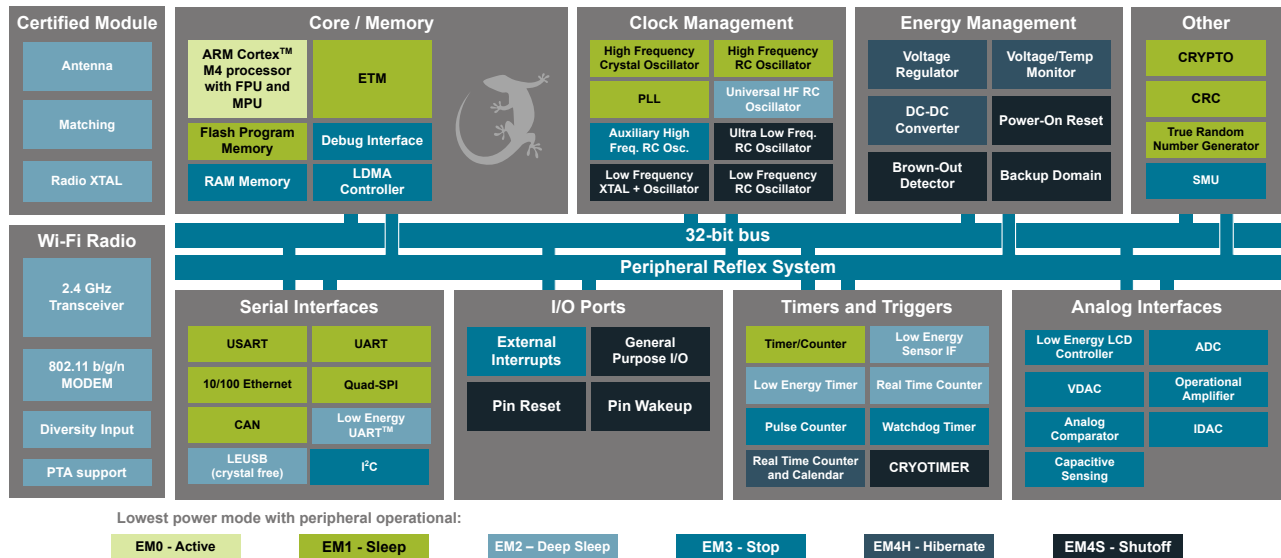 Certified Module
Antenna
Matching
Radio XTAL
Core / Memory
ARM Cortex™
M4 processor
with FPU and
MPU
ETM
Flash Program
Memory
Debug Interface
RAM Memory
LDMA
Controller
Clock Management
High Frequency
Crystal Oscillator
High Frequency
RC Oscillator
PLL
Universal HF RC
Oscillator
Auxiliary High
Freq. RC Osc.
Ultra Low Freq.
RC Oscillator
Low Frequency
XTAL + Oscillator
Low Frequency
RC Oscillator
Energy Management
Voltage
Regulator
Voltage/Temp
Monitor
DC-DC
Converter
Power-On Reset
Brown-Out
Detector
Backup Domain
Other
CRYPTO
CRC
True Random
Number Generator
SMU
32-bit bus
Peripheral Reflex System
Wi-Fi Radio
2.4 GHz
Transceiver
802.11 b/g/n
MODEM
Diversity Input
PTA support
Serial Interfaces
USART
UART
10/100 Ethernet
Quad-SPI
CAN
Low Energy
UART™
LEUSB
(crystal free)
I²C
I/O Ports
External
Interrupts
General
Purpose I/O
Pin Reset
Pin Wakeup
Timers and Triggers
Timer/Counter
Low Energy
Sensor IF
Low Energy Timer
Real Time Counter
Pulse Counter
Watchdog Timer
Real Time Counter
and Calendar
CRYOTIMER
Analog Interfaces
Low Energy LCD
Controller
ADC
VDAC
Operational
Amplifier
Analog
Comparator
IDAC
Capacitive
Sensing
Lowest power mode with peripheral operational:
EM0 - Active
EM1 - Sleep
EM2 – Deep Sleep
EM3 - Stop
EM4H - Hibernate
EM4S - Shutoff